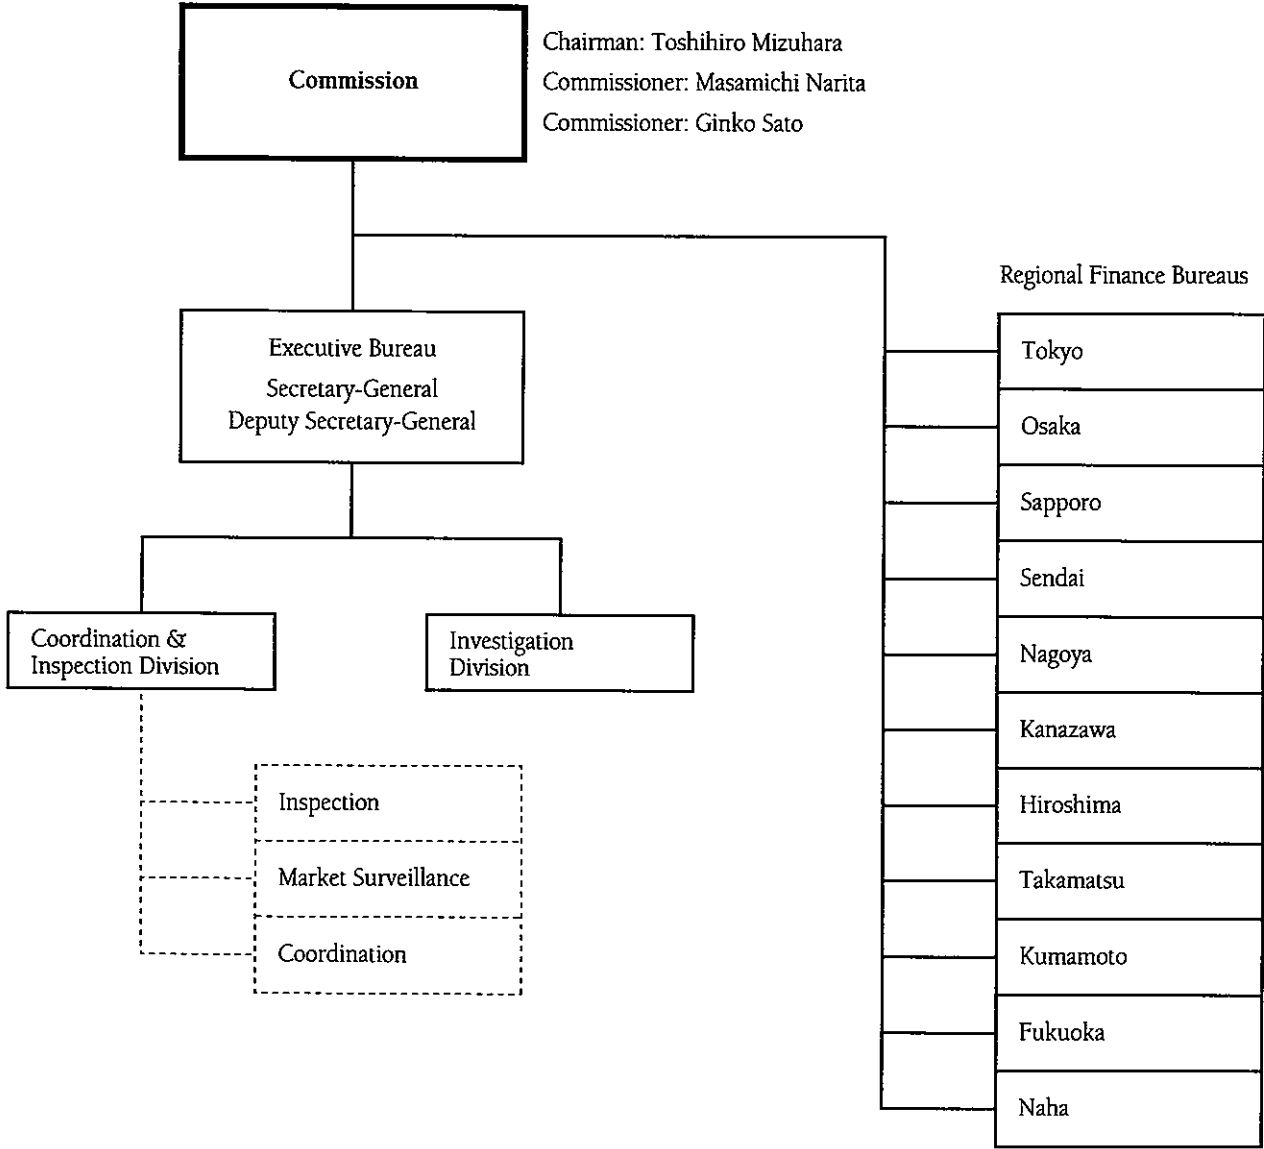 Commission
Chairman: Toshihiro Mizuhara
Commissioner: Masamichi Narita
Commissioner: Ginko Sato
Executive Bureau
Secretary-General
Deputy Secretary-General
Coordination &
Inspection Division
Investigation
Division
Inspection
Market Surveillance
Coordination
Regional Finance Bureaus
Tokyo
Osaka
Sapporo
Sendai
Nagoya
Kanazawa
Hiroshima
Takamatsu
Kumamoto
Fukuoka
Naha